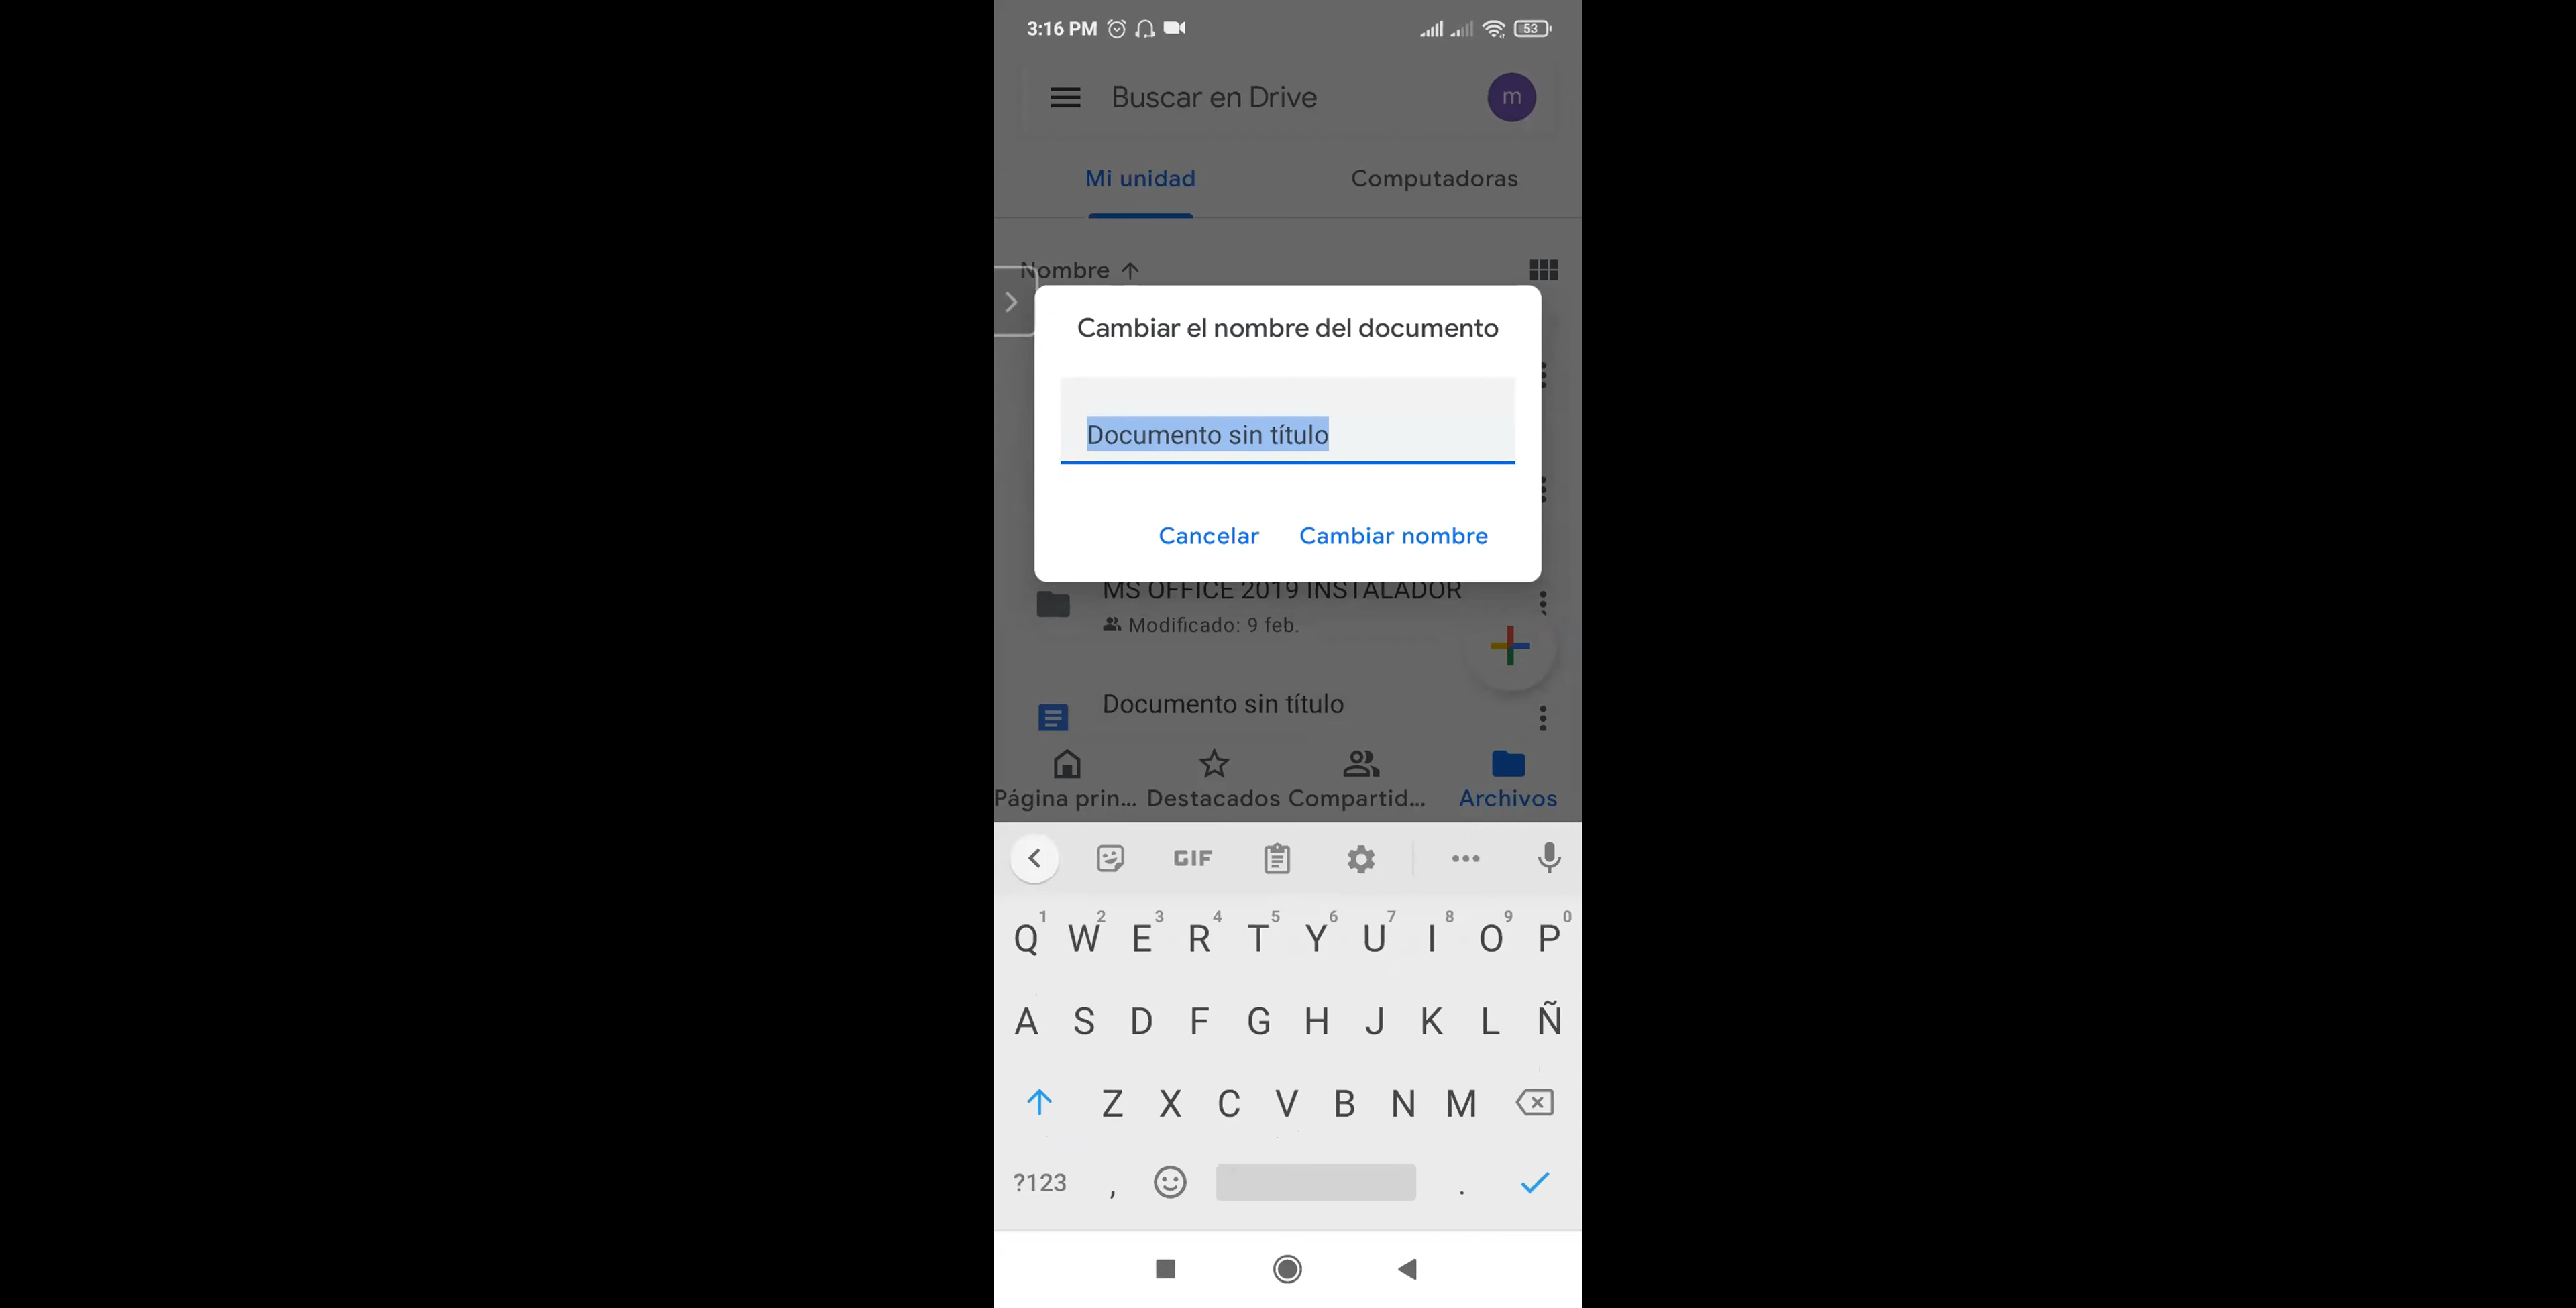 3:16 PM 53
Buscar en Drive m
Mi unidad Computadoras
Nombre
Cambiar el nombre del documento
Documento sin título
Cancelar Cambiar nombre
MS OFFICE 2019 INSTALADOR
Modificado: 9 feb.
Documento sin título
Página prin... Destacados Compartid... Archivos
GIF
1 2 3 4 5 6 7 8 9 0
Q W E R T Y U I O P
A S D F G H J K L Ñ
Z X C V B N M
?123 , .